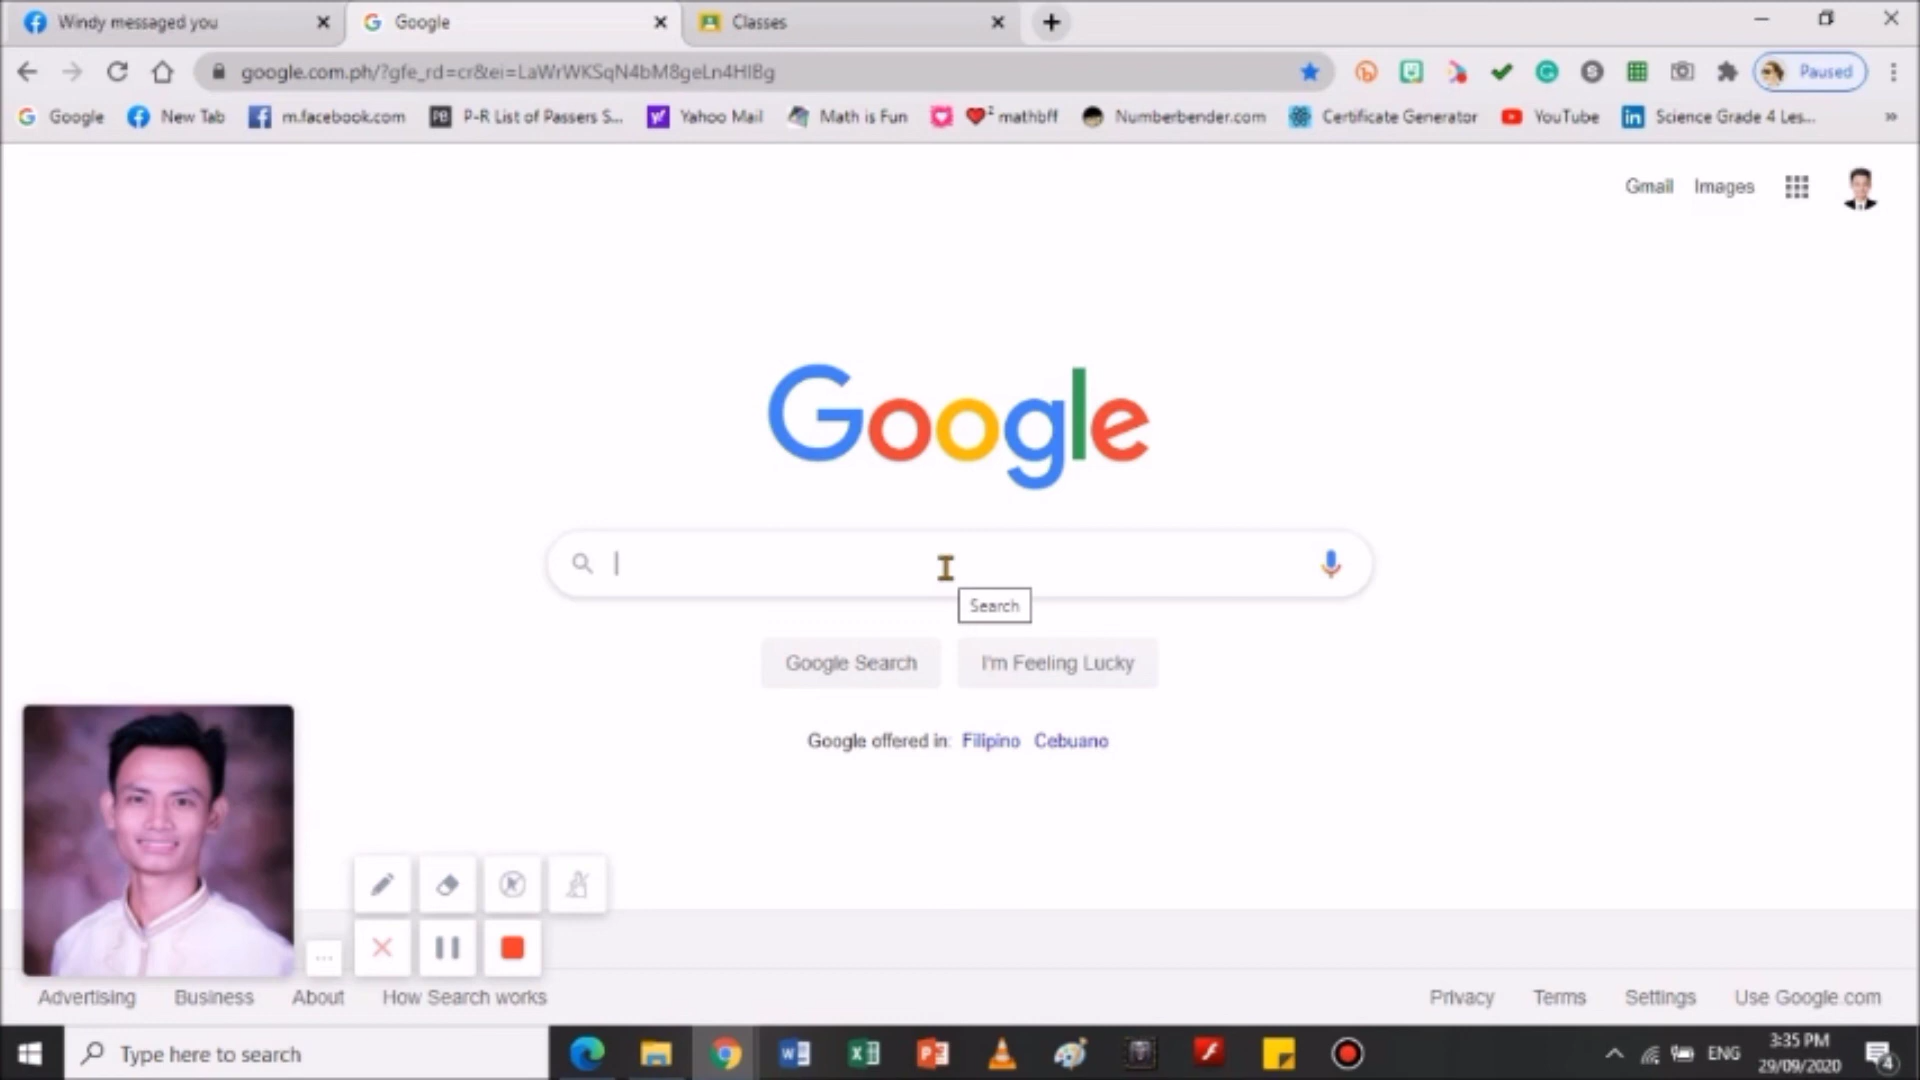 Windy messaged you
Google
Classes
google.com.ph/?gfe_rd=cr&ei=LaWrWKSqN4bM8geLn4HIBg
Paused
Google
New Tab
m.facebook.com
P-R List of Passers S...
Yahoo Mail
Math is Fun
mathbff
Numberbender.com
Certificate Generator
YouTube
Science Grade 4 Les...
Gmail
Images
Google
Search
Google Search
I'm Feeling Lucky
Google offered in: Filipino Cebuano
Advertising
Business
About
How Search works
Privacy
Terms
Settings
Use Google.com
Type here to search
ENG
3:35 PM
29/09/2020
4